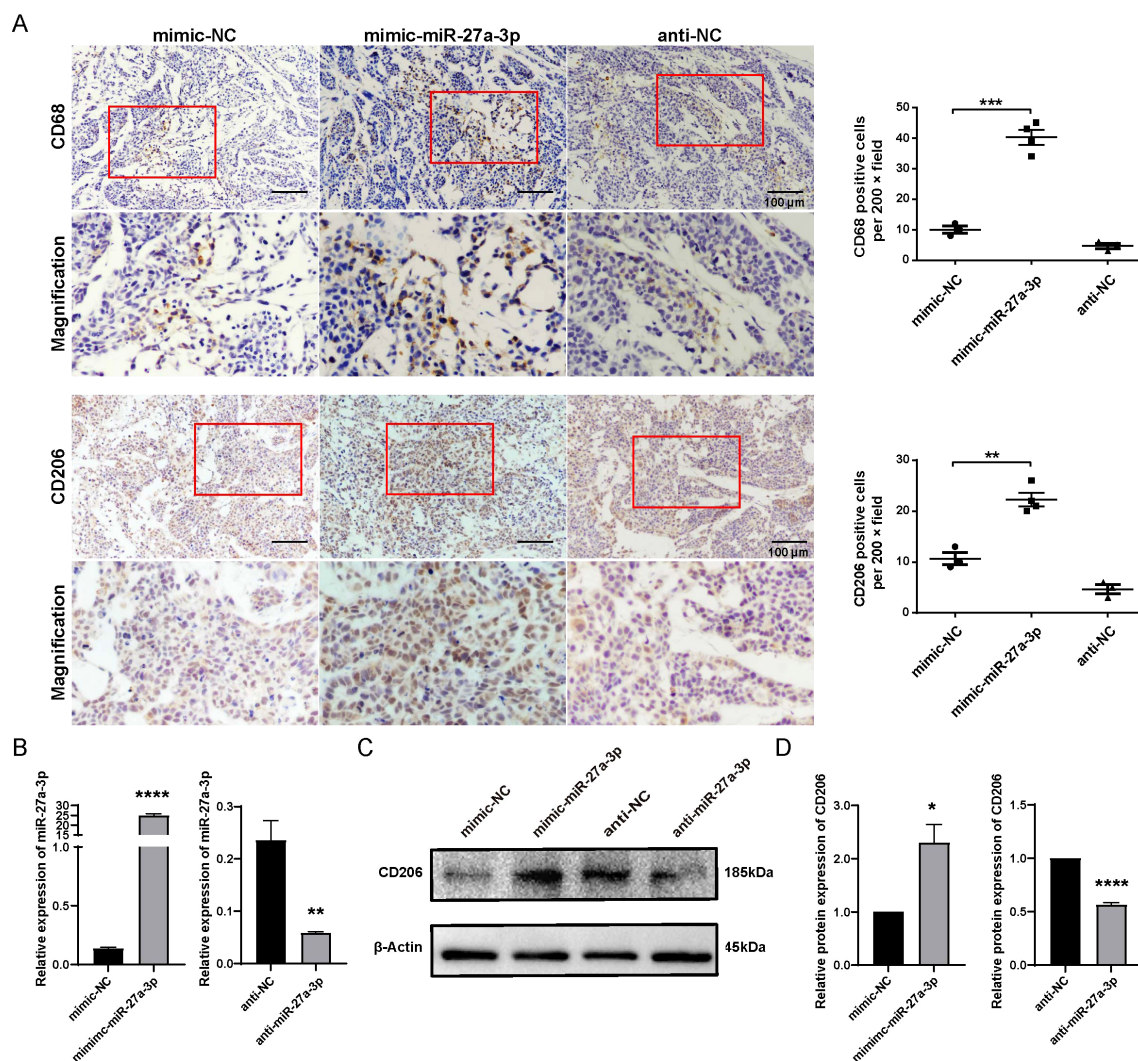 A
mimic-NC
mimic-miR-27a-3p
anti-NC
CD68
100 μm
Magnification
CD206
100 μm
Magnification
CD68 positive cells
per 200 × field
50
40
30
20
10
0
***
mimic-NC
mimic-miR-27a-3p
anti-NC
CD206 positive cells
per 200 × field
30
20
10
0
**
mimic-NC
mimic-miR-27a-3p
anti-NC
B
Relative expression of miR-27a-3p
30
25
20
15
1.0
0.5
0.0
****
mimic-NC
mimimc-miR-27a-3p
Relative expression of miR-27a-3p
0.3
0.2
0.1
0.0
**
anti-NC
anti-miR-27a-3p
C
mimic-NC
mimic-miR-27a-3p
anti-NC
anti-miR-27a-3p
CD206
185kDa
β-Actin
45kDa
D
Relative protein expression of CD206
3.0
2.0
1.0
0.0
*
mimic-NC
mimimc-miR-27a-3p
Relative protein expression of CD206
1.5
1.0
0.5
0.0
****
anti-NC
anti-miR-27a-3p